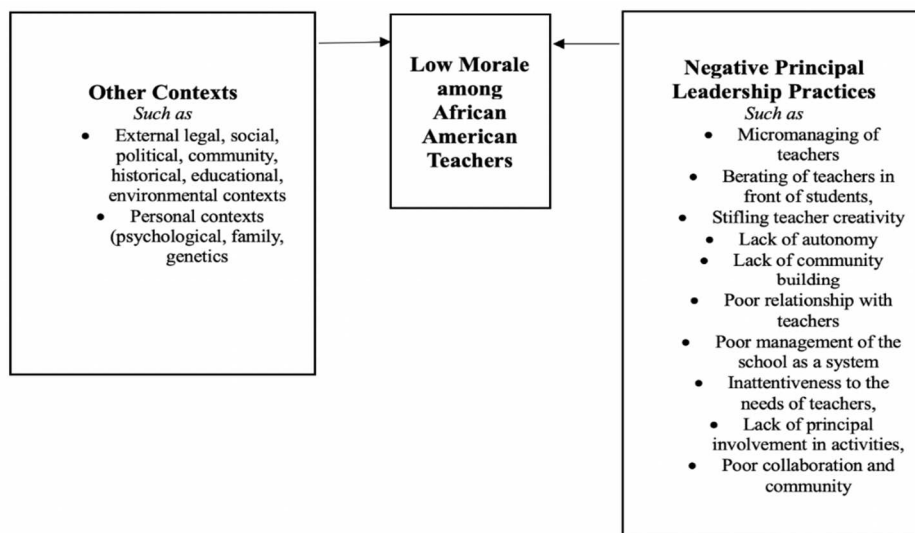 Other Contexts
Such as
• External legal, social,
political, community,
historical, educational,
environmental contexts
• Personal contexts
(psychological, family,
genetics
Low Morale
among
African
American
Teachers
Negative Principal
Leadership Practices
Such as
• Micromanaging of
teachers
• Berating of teachers in
front of students,
• Stifling teacher creativity
• Lack of autonomy
• Lack of community
building
• Poor relationship with
teachers
• Poor management of the
school as a system
• Inattentiveness to the
needs of teachers,
• Lack of principal
involvement in activities,
• Poor collaboration and
community